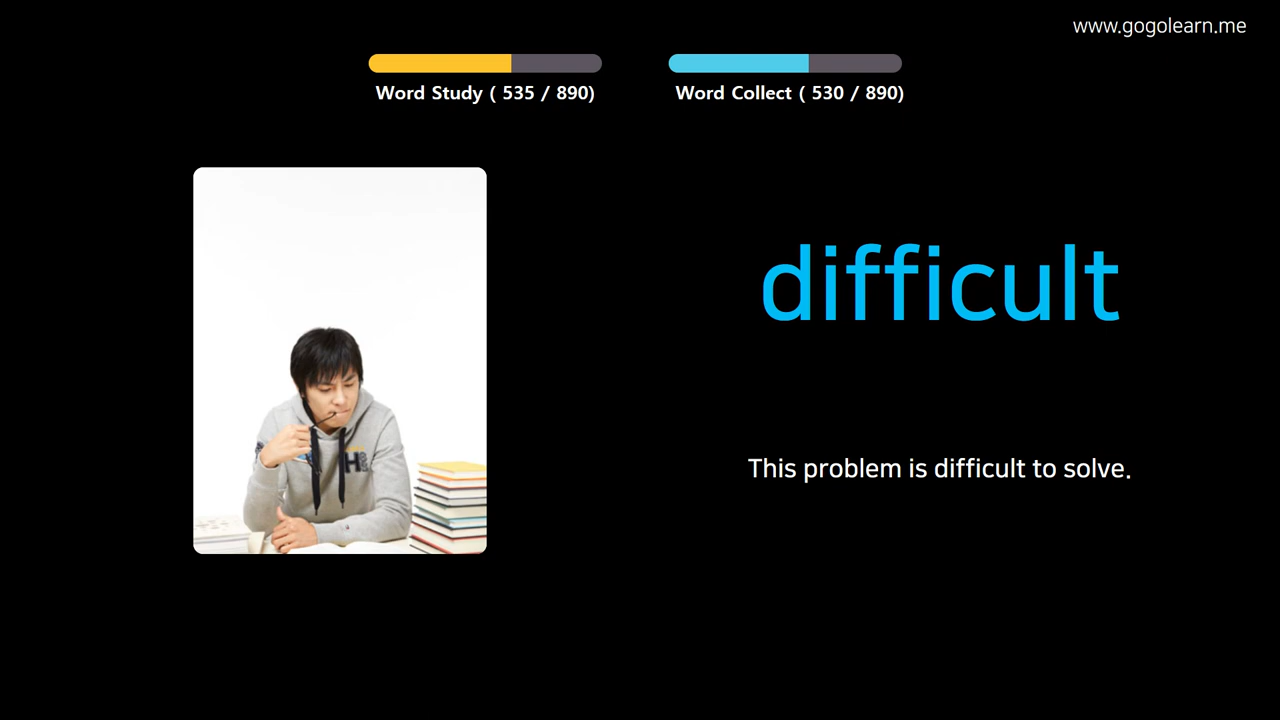 www.gogolearn.me
Word Study ( 535 / 890)
Word Collect ( 530 / 890)
difficult
H
This problem is difficult to solve.